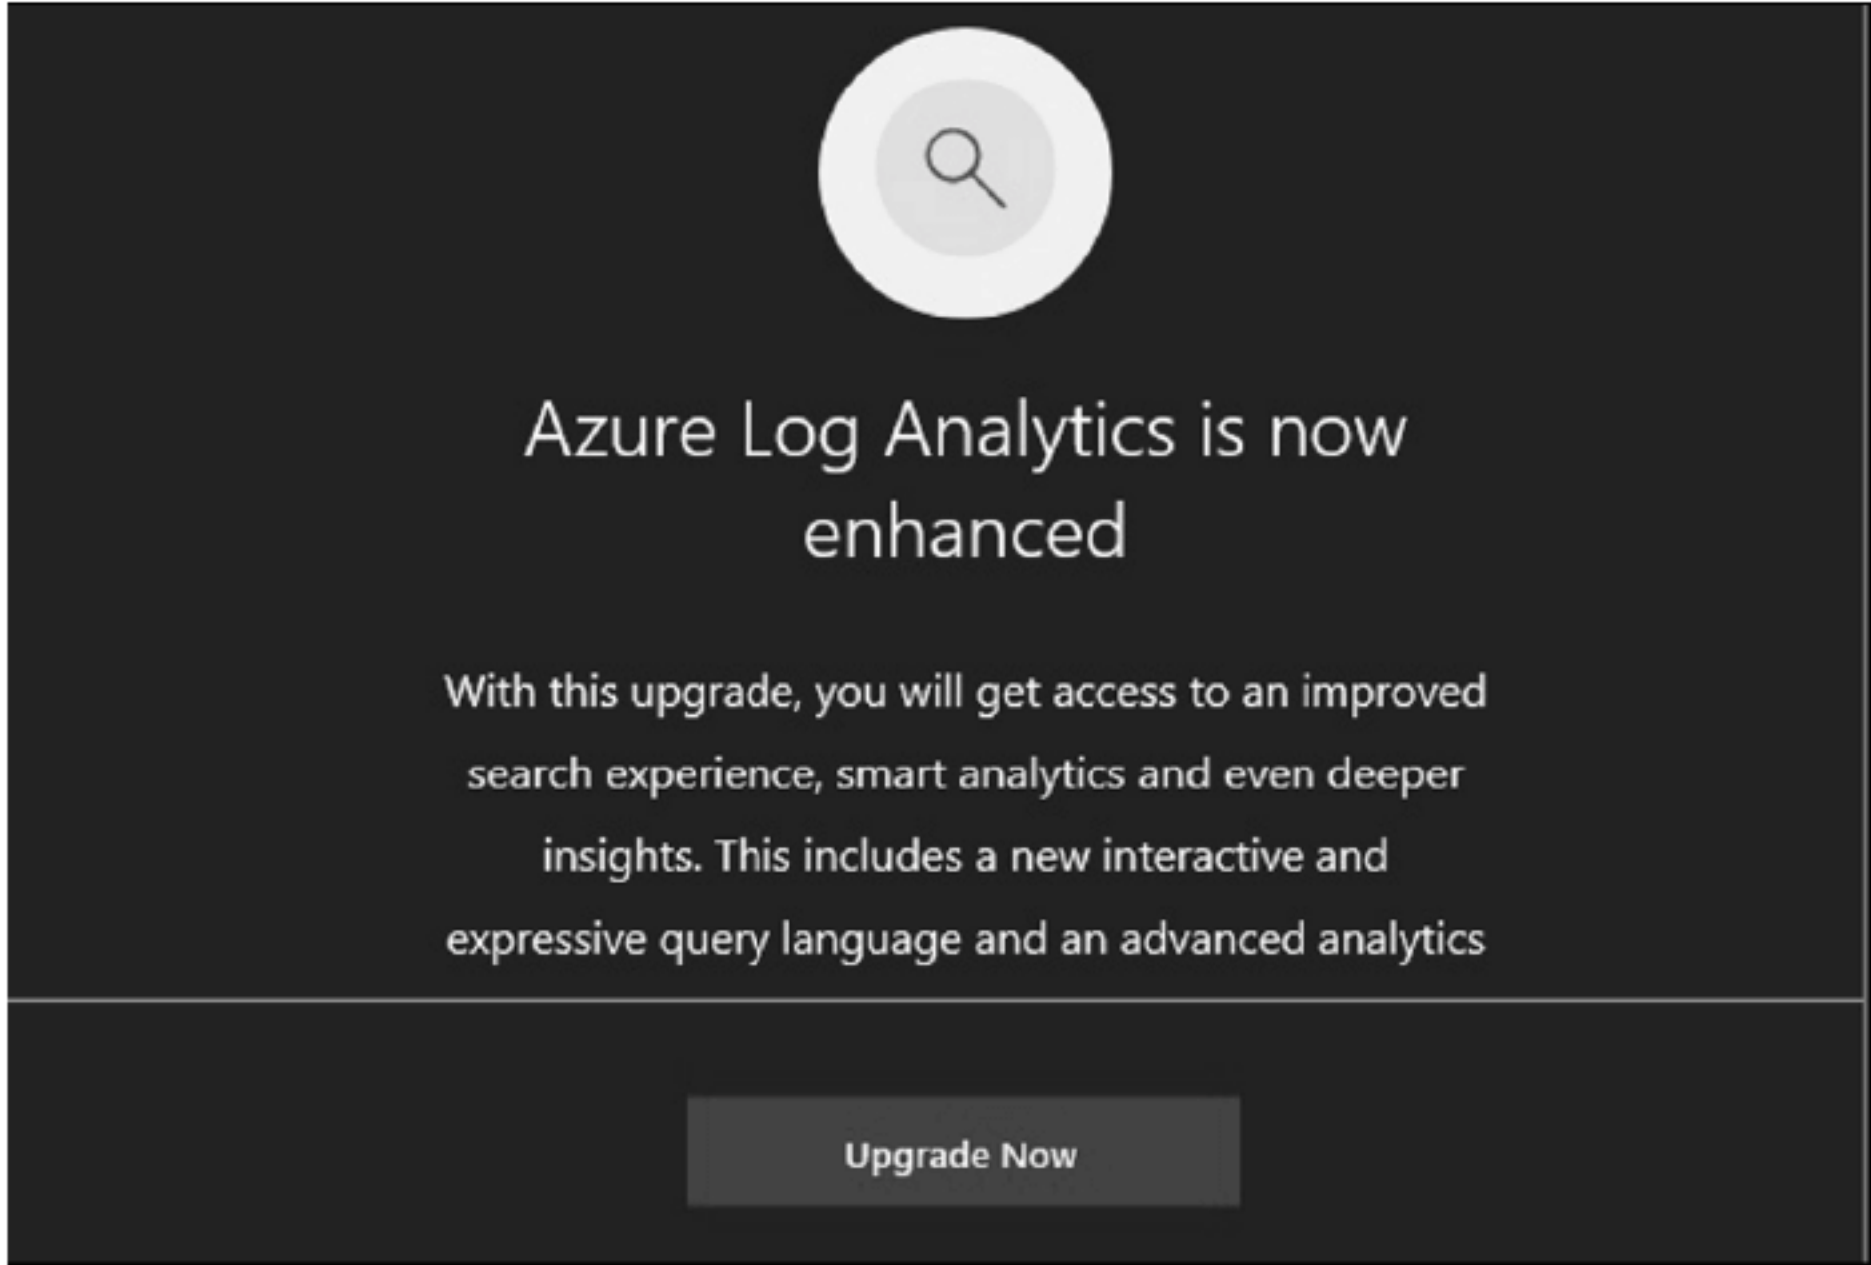 Azure Log Analytics is now
enhanced
With this upgrade, you will get access to an improved
search experience, smart analytics and even deeper
insights. This includes a new interactive and
expressive query language and an advanced analytics
Upgrade Now